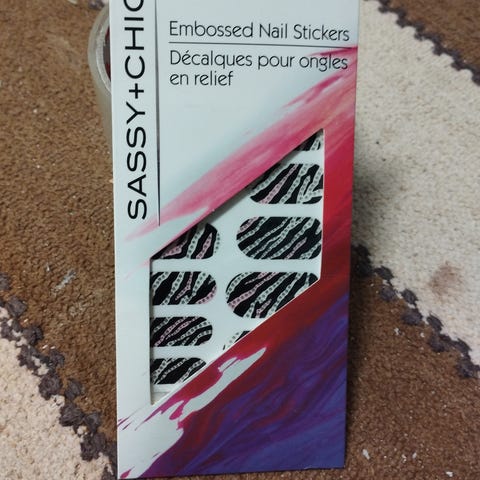 SASSY+CHIC
Embossed Nail Stickers
Décalques pour ongles
en relief